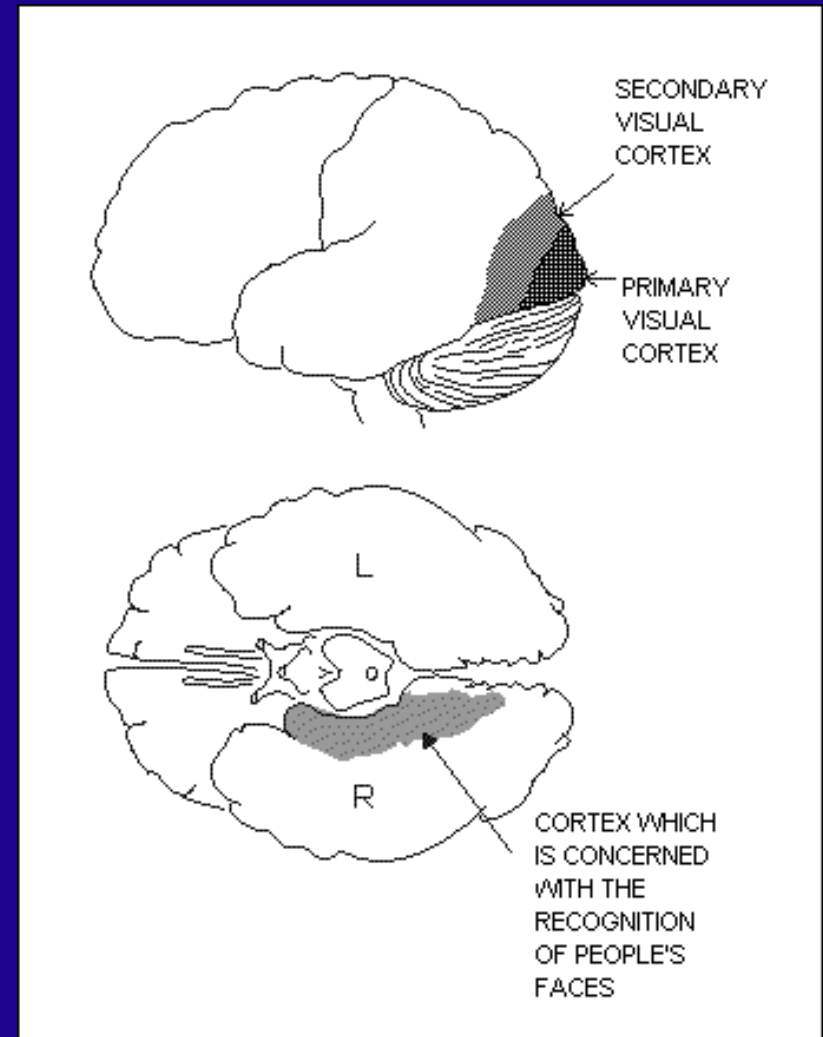 SECONDARY
VISUAL
CORTEX
PRIMARY
VISUAL
CORTEX
L
R
CORTEX WHICH
IS CONCERNED
WITH THE
RECOGNITION
OF PEOPLE'S
FACES